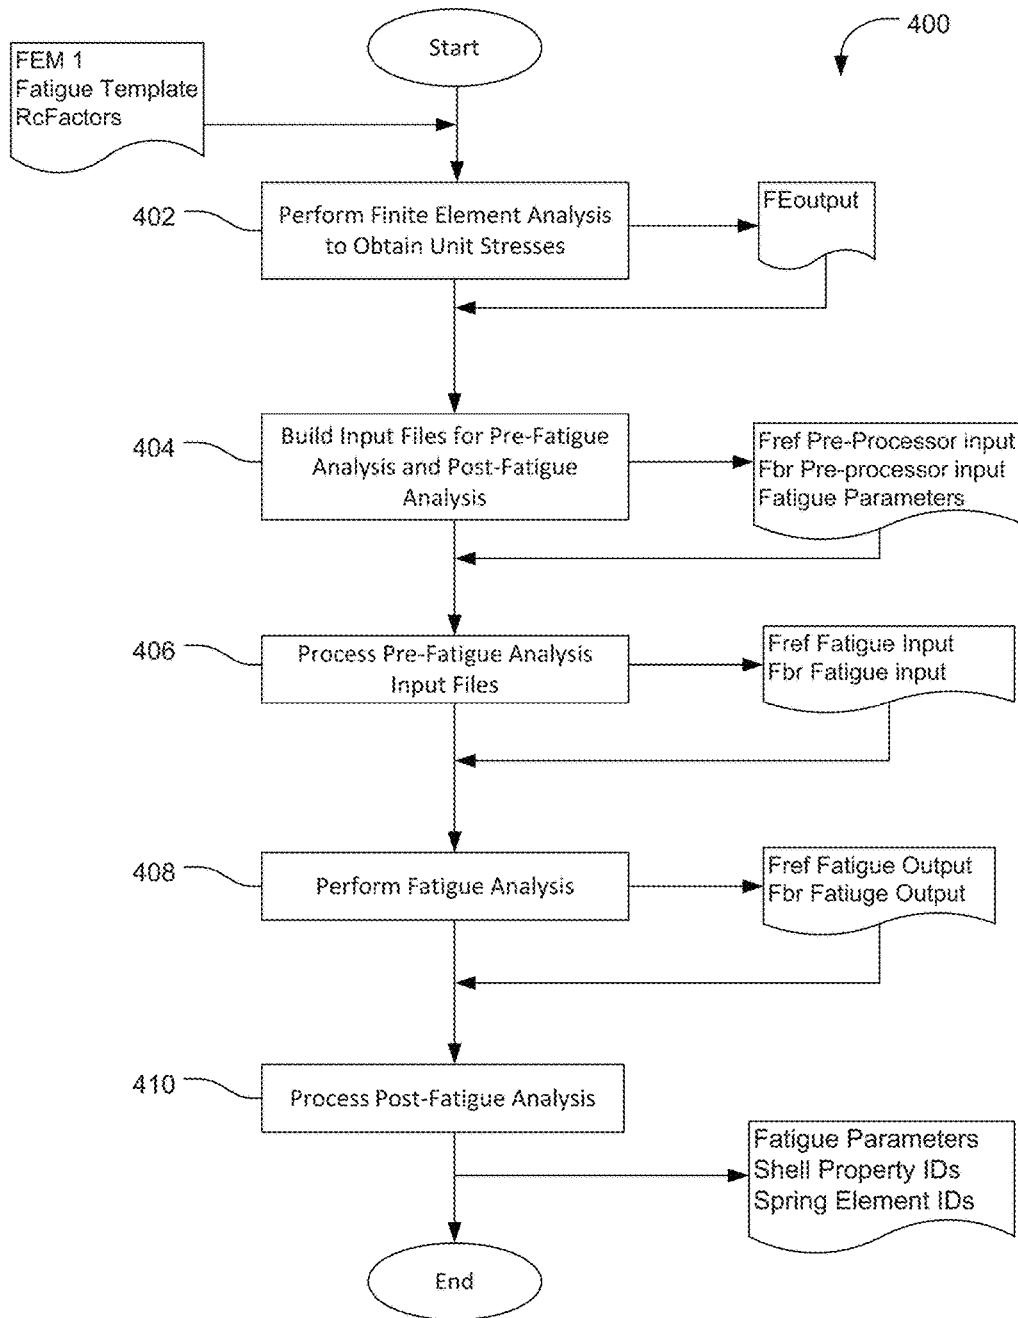 400
Start
FEM 1
Fatigue Template
RcFactors
402
Perform Finite Element Analysis
to Obtain Unit Stresses
FEoutput
404
Build Input Files for Pre-Fatigue
Analysis and Post-Fatigue
Analysis
Fref Pre-Processor input
Fbr Pre-processor input
Fatigue Parameters
406
Process Pre-Fatigue Analysis
Input Files
Fref Fatigue Input
Fbr Fatigue input
408
Perform Fatigue Analysis
Fref Fatigue Output
Fbr Fatiuge Output
410
Process Post-Fatigue Analysis
Fatigue Parameters
Shell Property IDs
Spring Element IDs
End